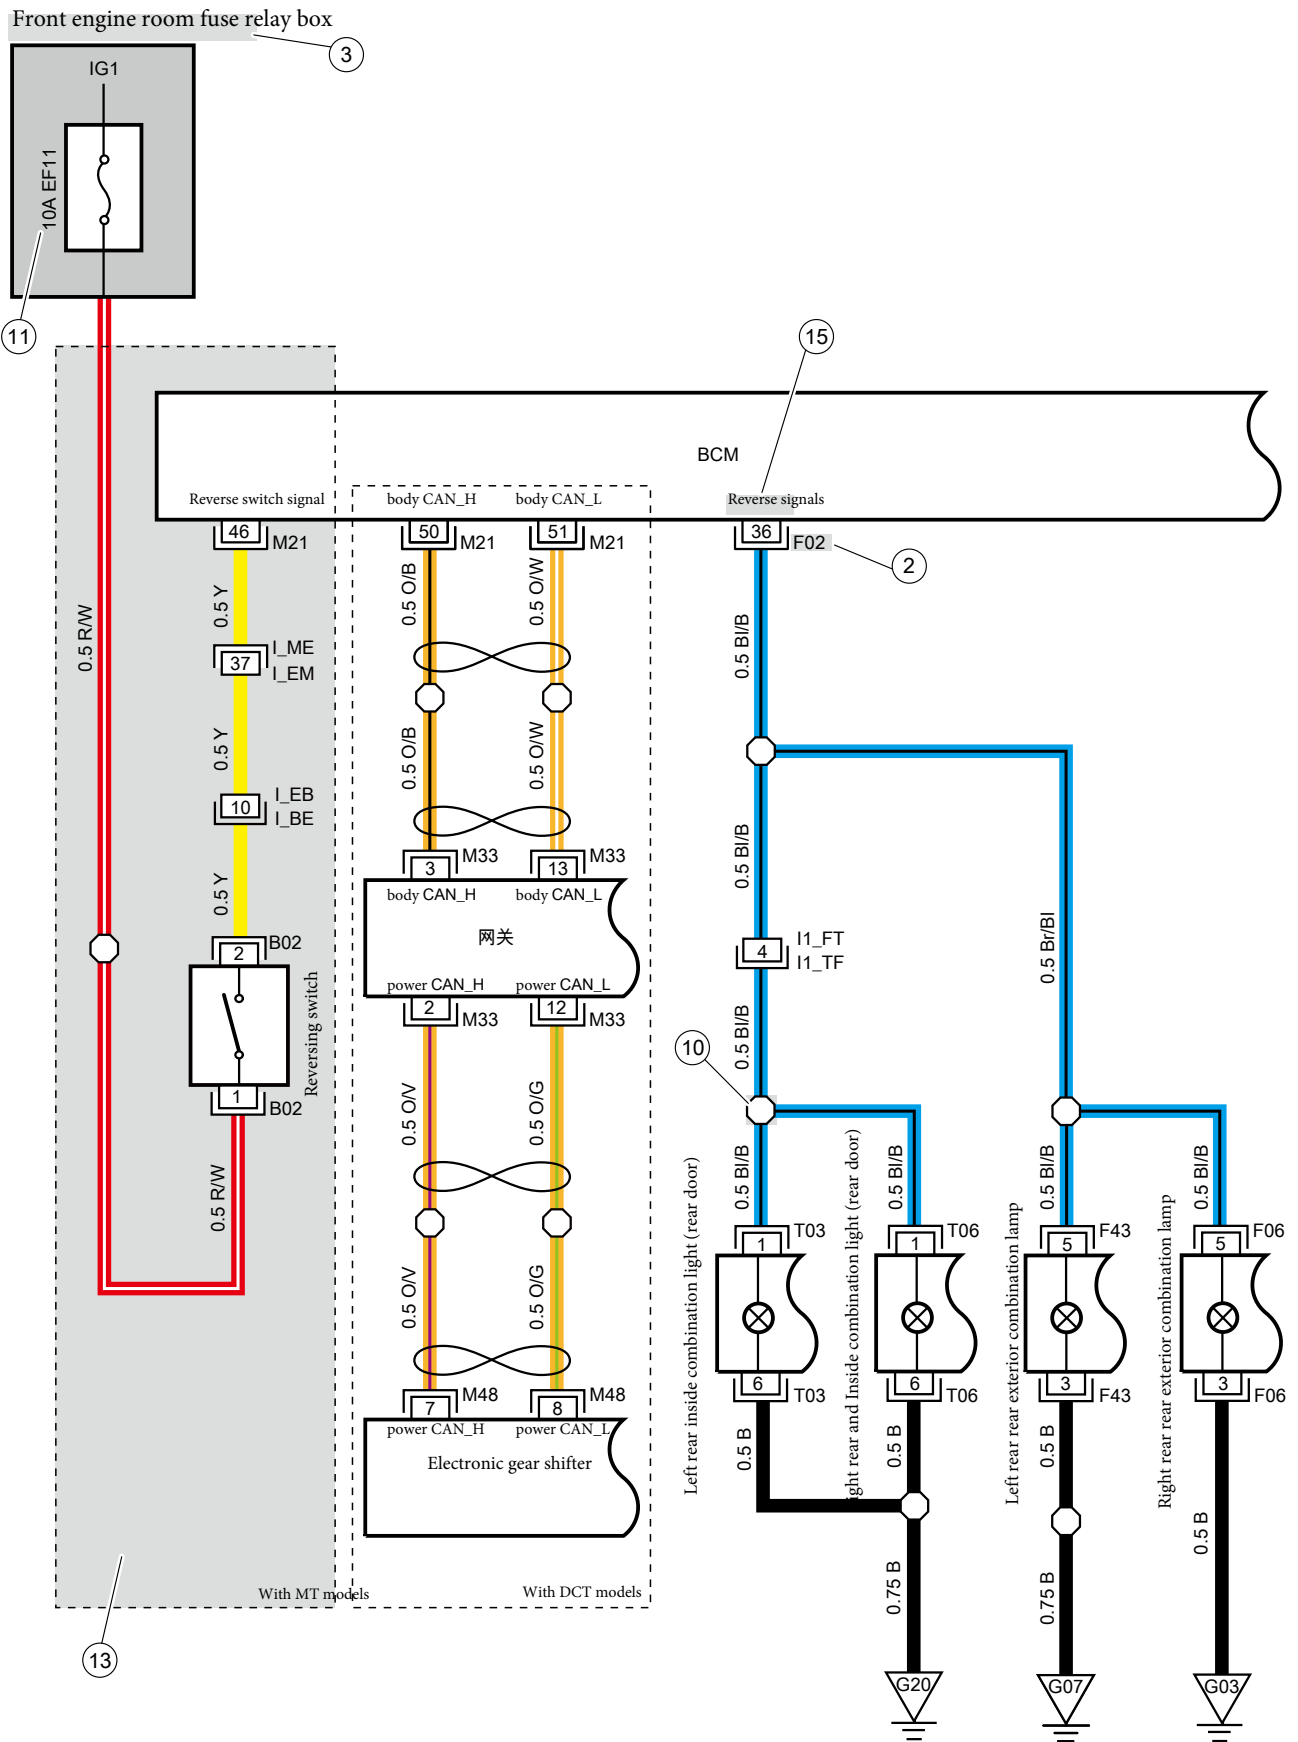 Front engine room fuse relay box
3
IG1
10A EF11
11
15
BCM
Reverse switch signal
body CAN_H
body CAN_L
Reverse signals
46
M21
50
M21
51
M21
36
F02
2
0.5 R/W
0.5 Y
0.5 O/B
0.5 O/W
0.5 Bl/B
37
I_ME
I_EM
0.5 Y
0.5 O/B
0.5 O/W
10
I_EB
I_BE
0.5 Bl/B
3
M33
13
M33
0.5 Y
body CAN_H
body CAN_L
网关
power CAN_H
power CAN_L
2
M33
12
M33
4
I1_FT
I1_TF
0.5 Br/Bl
2
B02
Reversing switch
1
B02
0.5 Bl/B
10
0.5 R/W
0.5 O/V
0.5 O/G
0.5 O/V
0.5 O/G
7
M48
8
M48
power CAN_H
power CAN_L
Electronic gear shifter
With MT models
With DCT models
13
0.5 Bl/B
0.5 Bl/B
0.5 Bl/B
0.5 Bl/B
Left rear inside combination light (rear door)
1
T03
6
T03
ight rear and Inside combination light (rear door)
1
T06
6
T06
Left rear rear exterior combination lamp
5
F43
3
F43
Right rear rear exterior combination lamp
5
F06
3
F06
0.5 B
0.5 B
0.5 B
0.5 B
0.75 B
0.75 B
G20
G07
G03